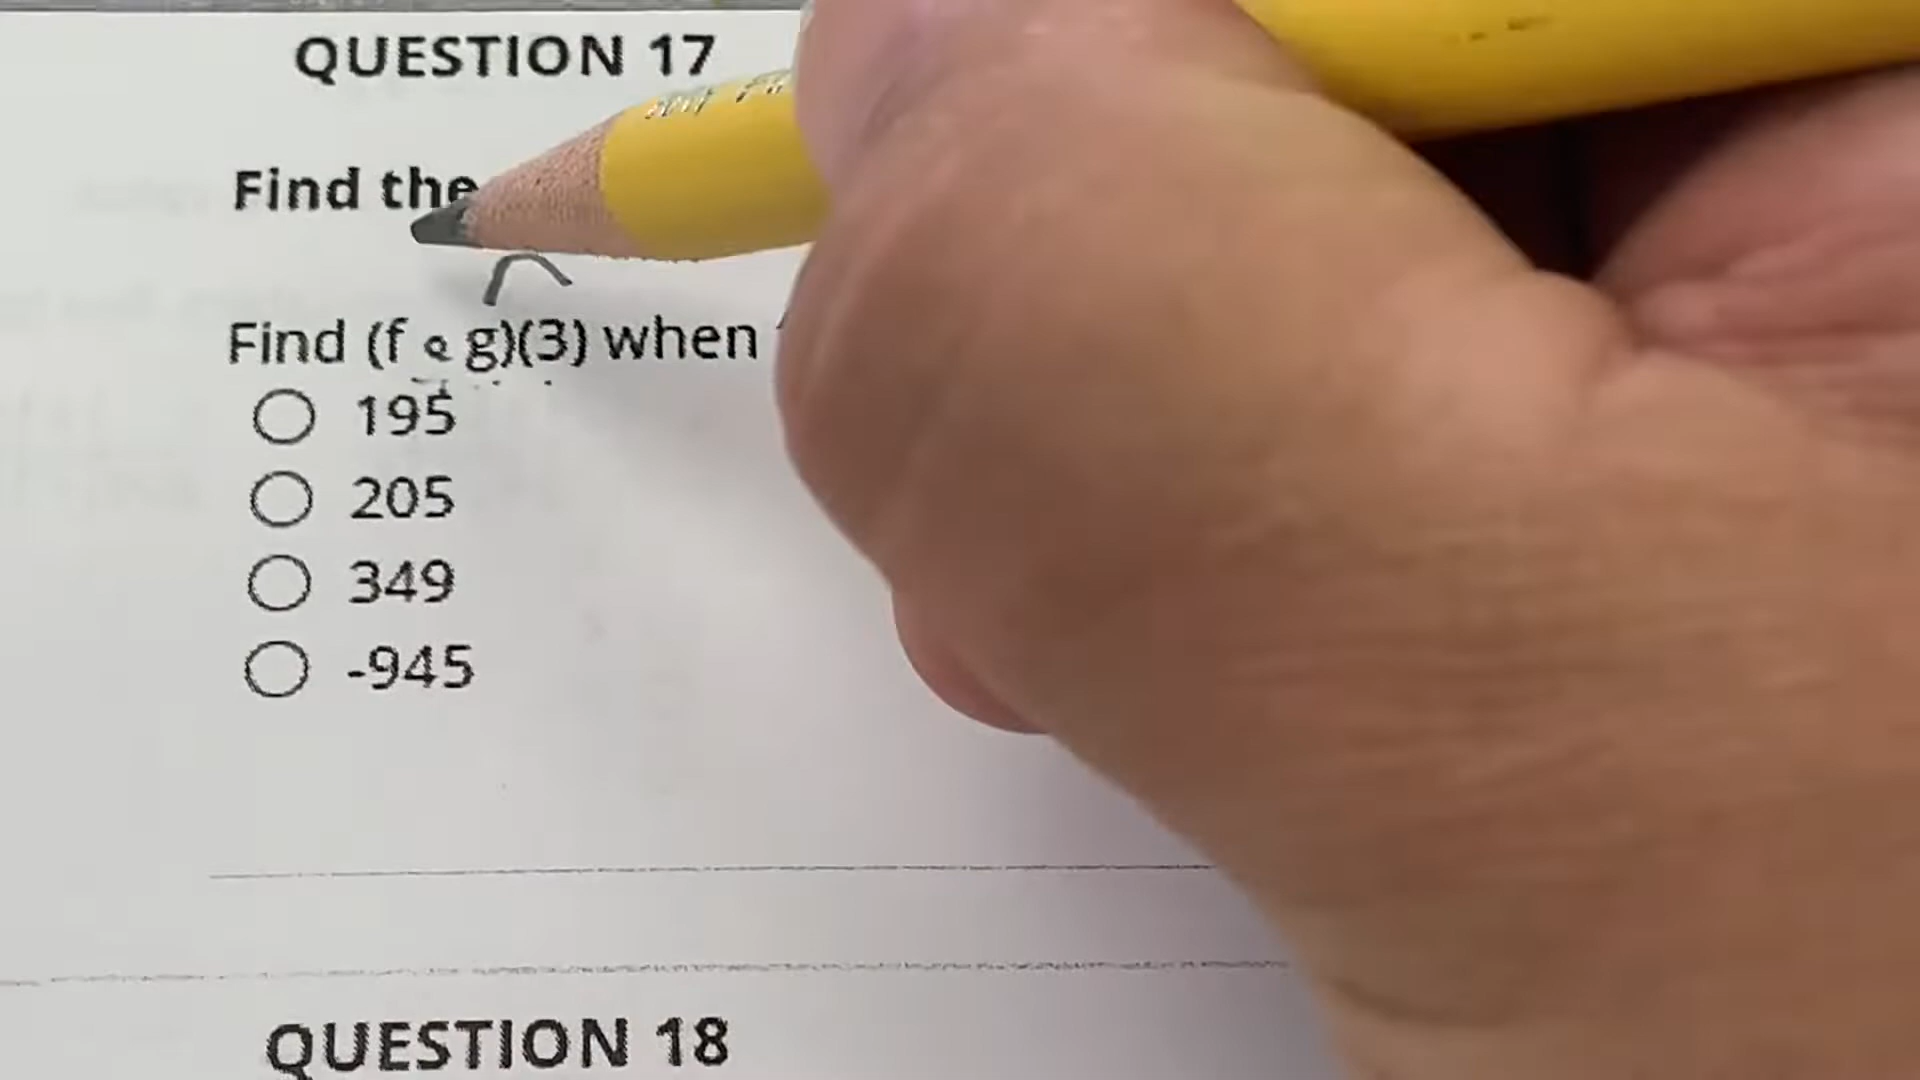 QUESTION 17
Find the
Find (f ∘ g)(3) when
195
205
349
-945
QUESTION 18